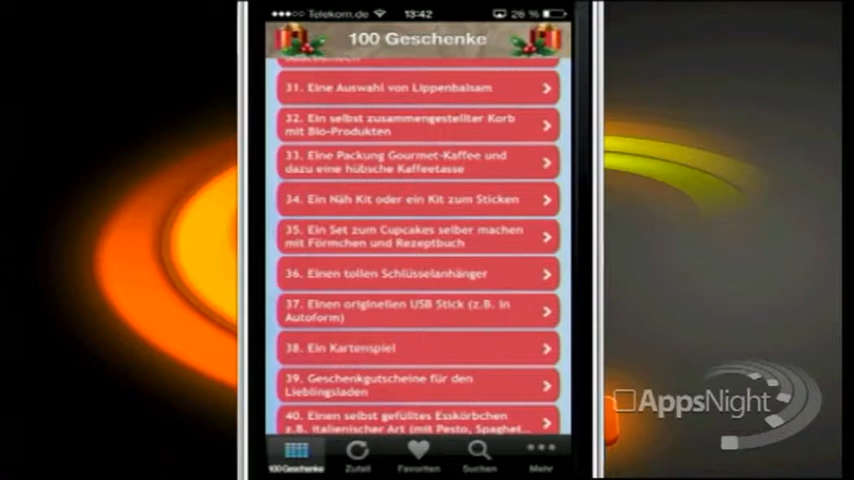 Telekom.de 13:42 26 %
100 Geschenke
31. Eine Auswahl von Lippenbalsam
32. Ein selbst zusammengestellter Korb
mit Bio-Produkten
33. Eine Packung Gourmet-Kaffee und
dazu eine hübsche Kaffeetasse
34. Ein Näh Kit oder ein Kit zum Sticken
35. Ein Set zum Cupcakes selber machen
mit Förmchen und Rezeptbuch
36. Einen tollen Schlüsselanhänger
37. Einen originellen USB Stick (z.B. in
Autoform)
38. Ein Kartenspiel
39. Geschenkgutscheine für den
Lieblingsladen
40. Einen selbst gefülltes Esskörbchen
z.B. Italienischer Art (mit Pesto, Spaghet...
100 Geschenke Zufall Favoriten Suchen Mehr
AppsNight